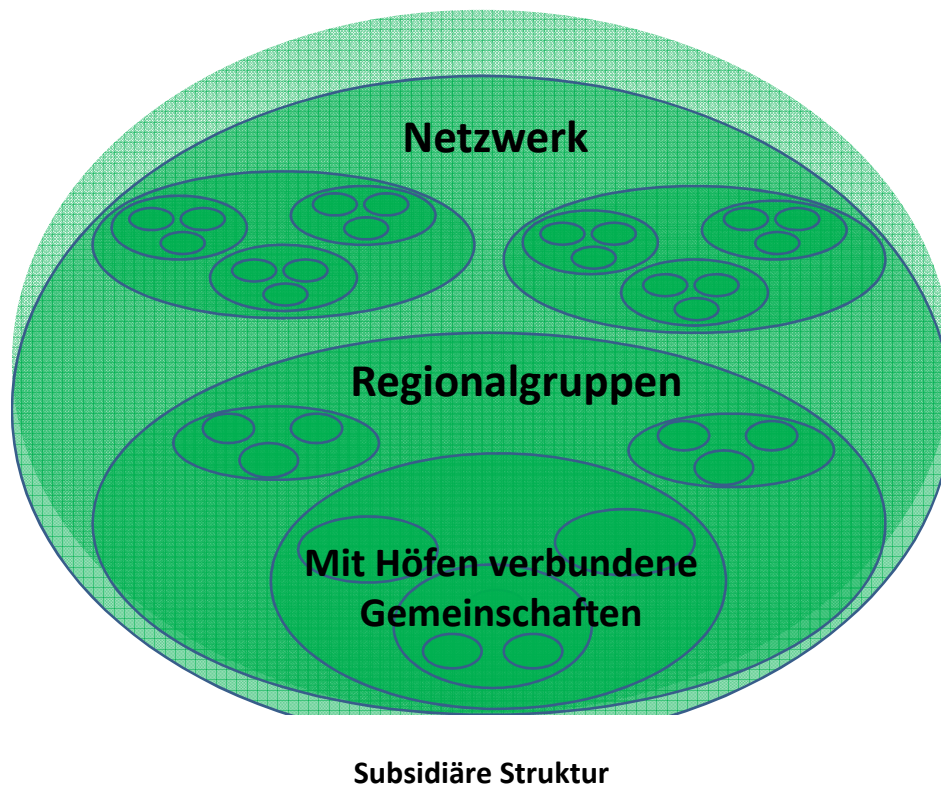 Netzwerk
Regionalgruppen
Mit Höfen verbundene
Gemeinschaften
Subsidiäre Struktur